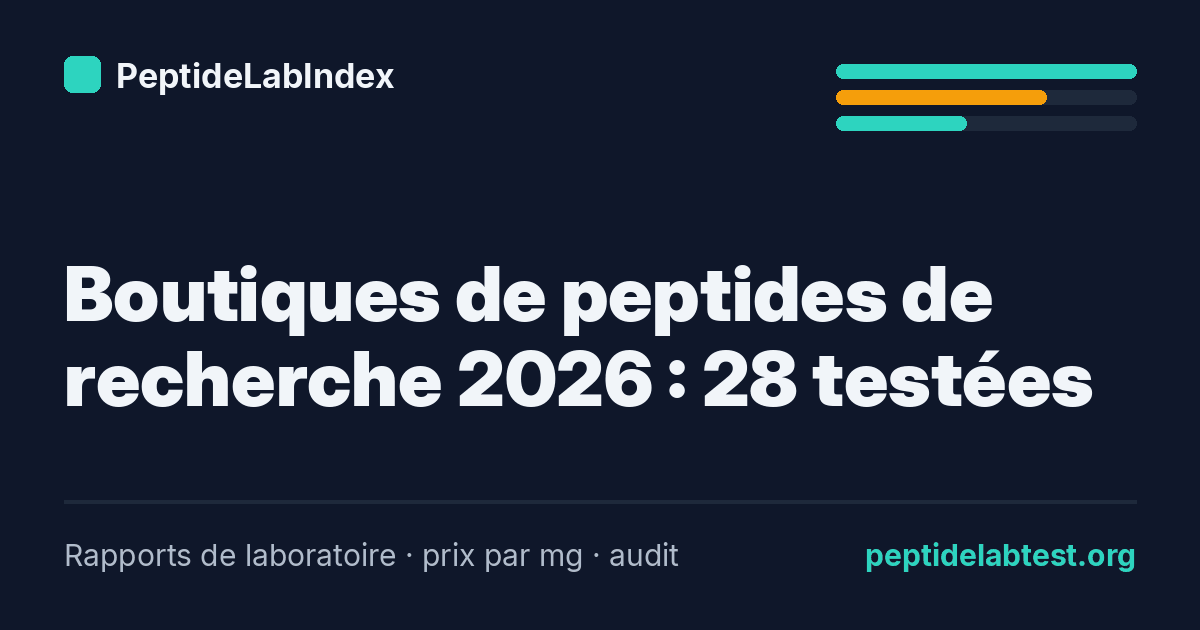 PeptideLabIndex
Boutiques de peptides de
recherche 2026 : 28 testées
Rapports de laboratoire · prix par mg · audit
peptidelabtest.org